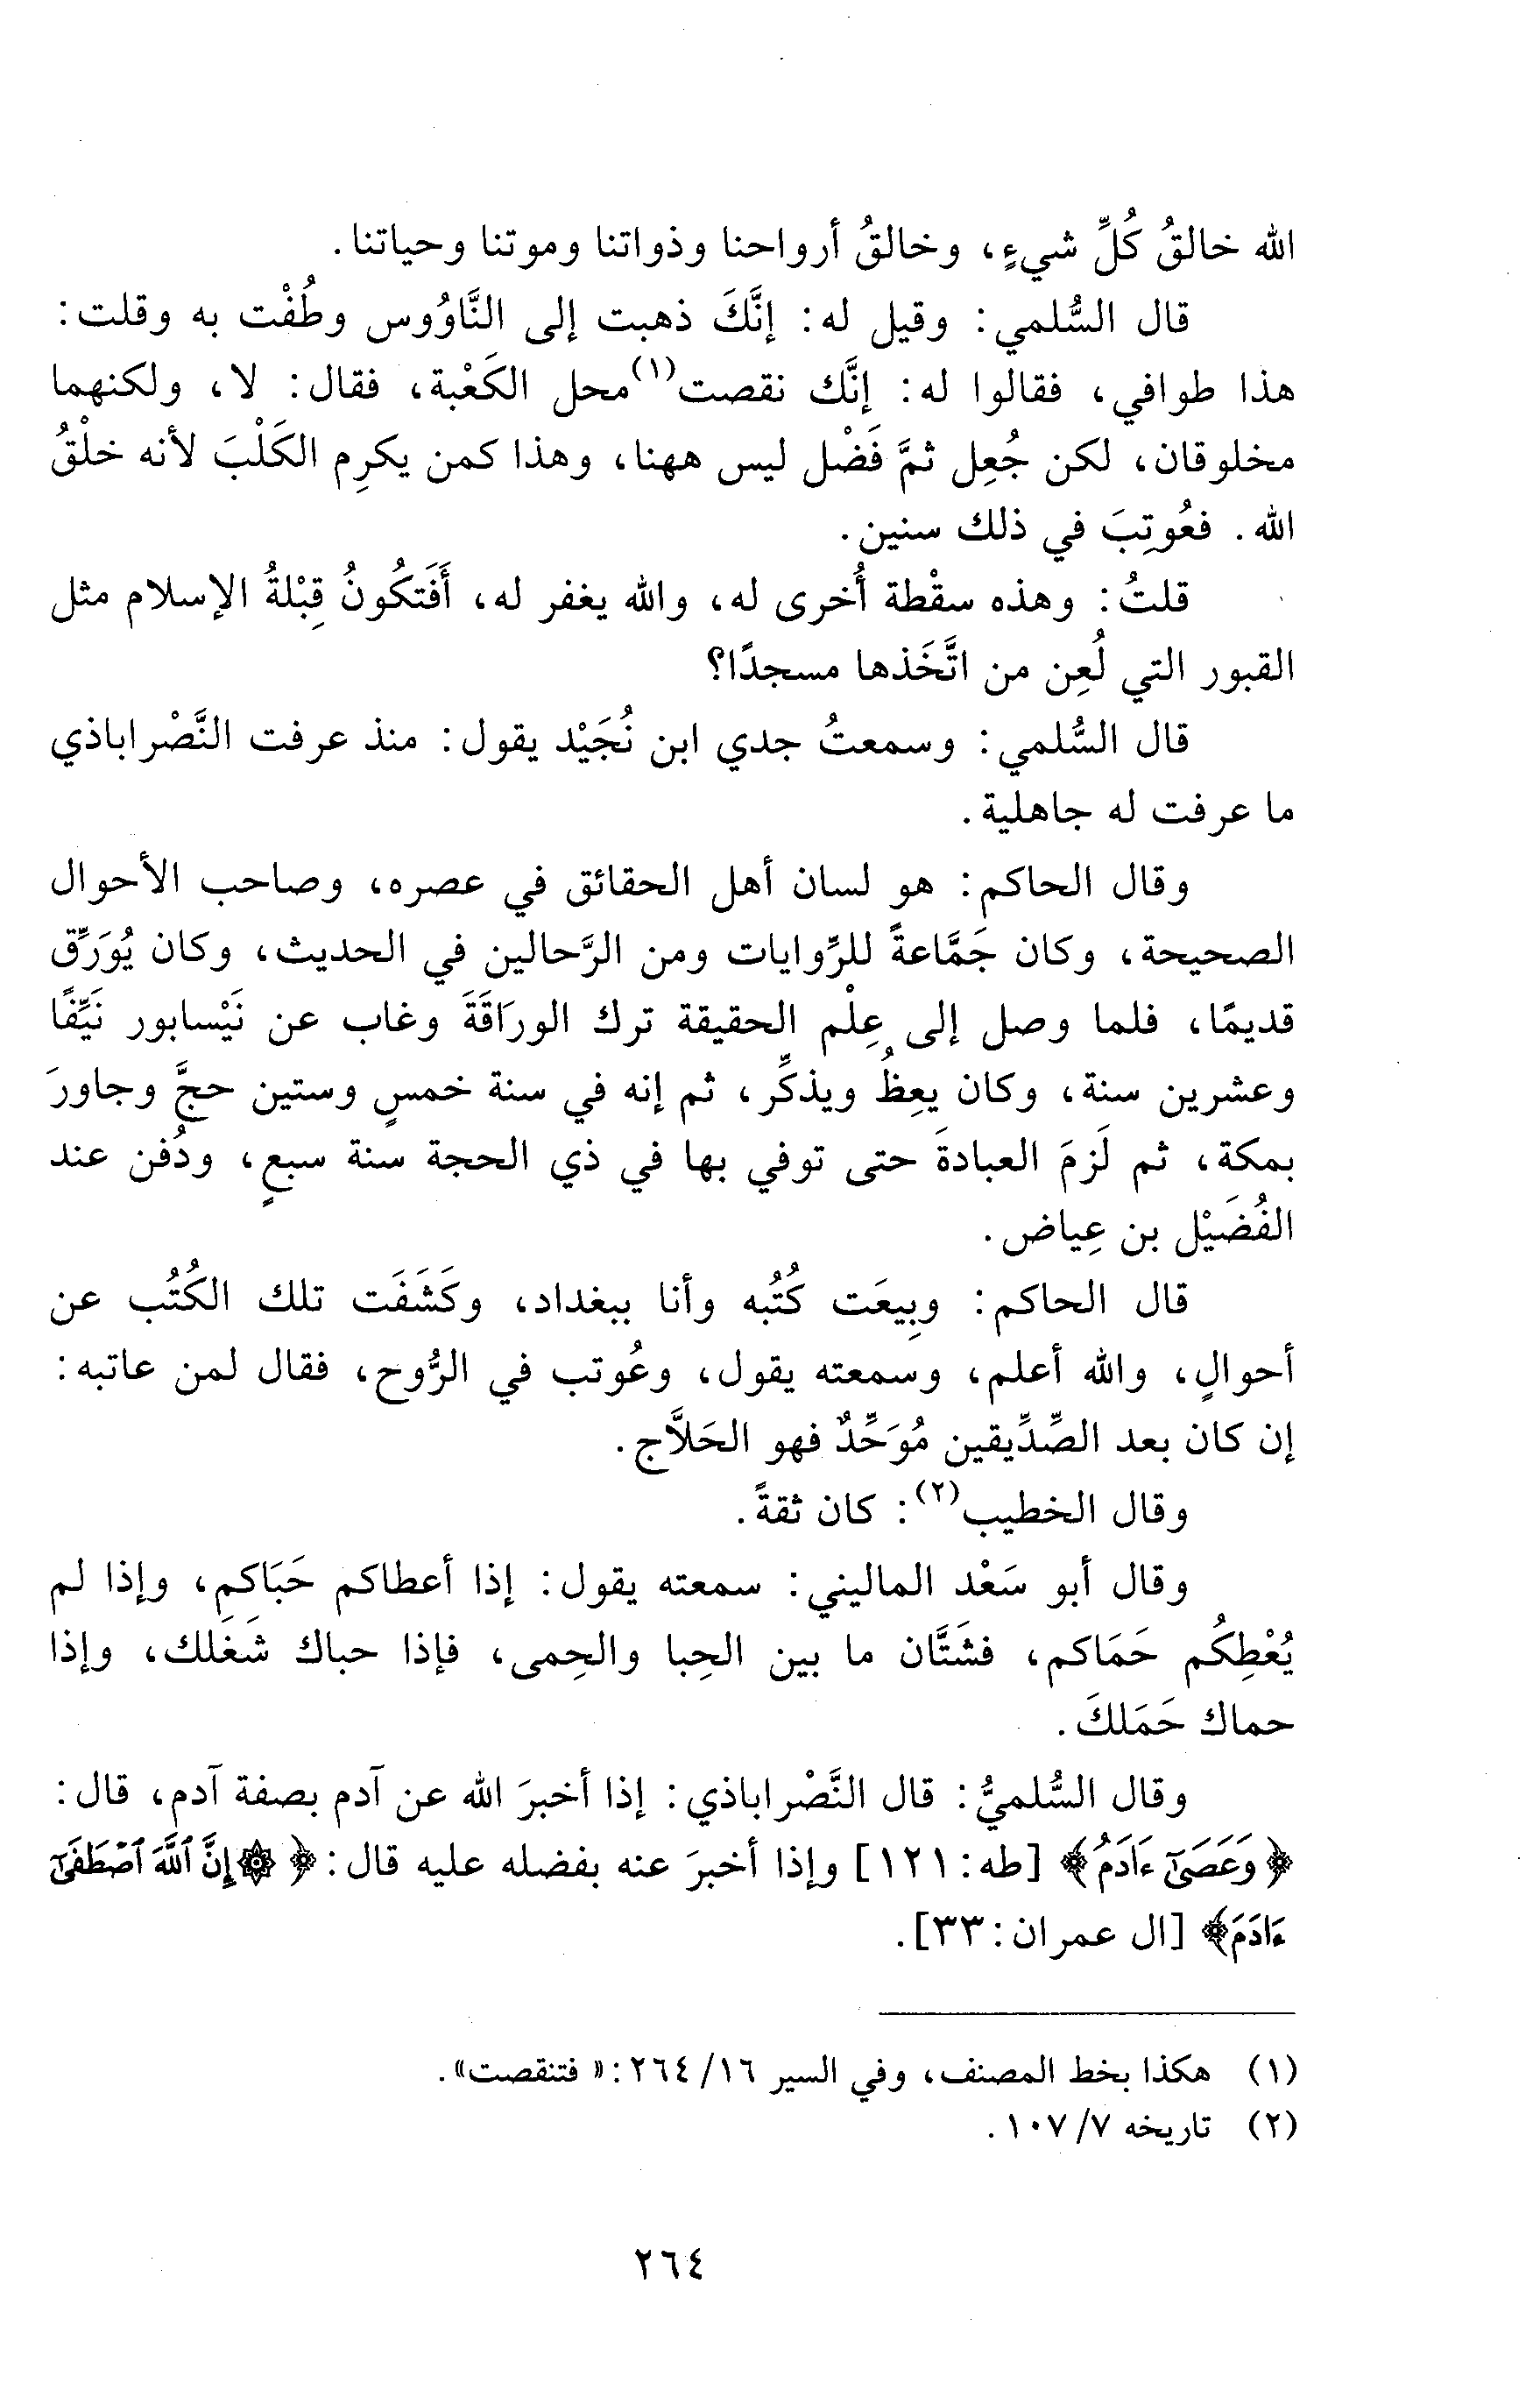 الله خالقُ كُلِّ شيءٍ، وخالقُ أرواحنا وذواتنا وموتنا وحياتنا.
قال السُّلمي: وقيل له: إنَّكَ ذهبت إلى النَّاوُوس وطُفْت به وقلت:
هذا طوافي، فقالوا له: إنَّك نقصت(١) محل الكَعْبة، فقال: لا، ولكنهما
مخلوقان، لكن جُعِل ثمَّ فَضْل ليس ههنا، وهذا كمن يكرِم الكَلْبَ لأنه خلْقُ
الله. فعُوتِبَ في ذلك سنين.
قلتُ: وهذه سقْطة أُخرى له، والله يغفر له، أَفَتكُونُ قِبْلةُ الإسلام مثل
القبور التي لُعِن من اتَّخَذها مسجدًا؟
قال السُّلمي: وسمعتُ جدي ابن نُجَيْد يقول: منذ عرفت النَّصْراباذي
ما عرفت له جاهلية.
وقال الحاكم: هو لسان أهل الحقائق في عصره، وصاحب الأحوال
الصحيحة، وكان جَمَّاعةً للرِّوايات ومن الرَّحالين في الحديث، وكان يُوَرِّق
قديمًا، فلما وصل إلى عِلْم الحقيقة ترك الورَاقَةَ وغاب عن نَيْسابور نَيِّفًا
وعشرين سنة، وكان يعِظُ ويذكِّر، ثم إنه في سنة خمسٍ وستين حجَّ وجاورَ
بمكة، ثم لَزمَ العبادةَ حتى توفي بها في ذي الحجة سنة سبعٍ، ودُفن عند
الفُضَيْل بن عِياض.
قال الحاكم: وبِيعَت كُتُبه وأنا ببغداد، وكَشَفَت تلك الكُتُب عن
أحوالٍ، والله أعلم، وسمعته يقول، وعُوتب في الرُّوح، فقال لمن عاتبه:
إن كان بعد الصِّدِّيقين مُوَحِّدٌ فهو الحَلاَّج.
وقال الخطيب(٢): كان ثقةً.
وقال أبو سَعْد الماليني: سمعته يقول: إذا أعطاكم حَبَاكم، وإذا لم
يُعْطِكُم حَمَاكم، فشَتَّان ما بين الحِبا والحِمى، فإذا حباك شَغَلك، وإذا
حماك حَمَلكَ.
وقال السُّلميُّ: قال النَّصْراباذي: إذا أخبرَ الله عن آدم بصفة آدم، قال:
﴿وَعَصَىٰٓ ءَادَمُ﴾ [طه: ١٢١] وإذا أخبرَ عنه بفضله عليه قال: ﴿۞إِنَّ ٱللَّهَ ٱصْطَفَىٰٓ
ءَادَمَ﴾ [ال عمران: ٣٣].
(١) هكذا بخط المصنف، وفي السير ١٦/ ٢٦٤: «فتنقصت».
(٢) تاريخه ٧/ ١٠٧.
٢٦٤